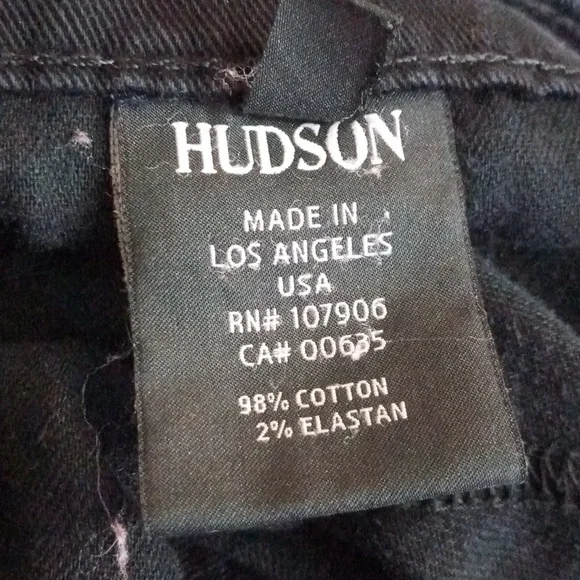 HUDSON
MADE IN
LOS ANGELES
USA
RN# 107906
CA# 00635
98% COTTON
2% ELASTAN